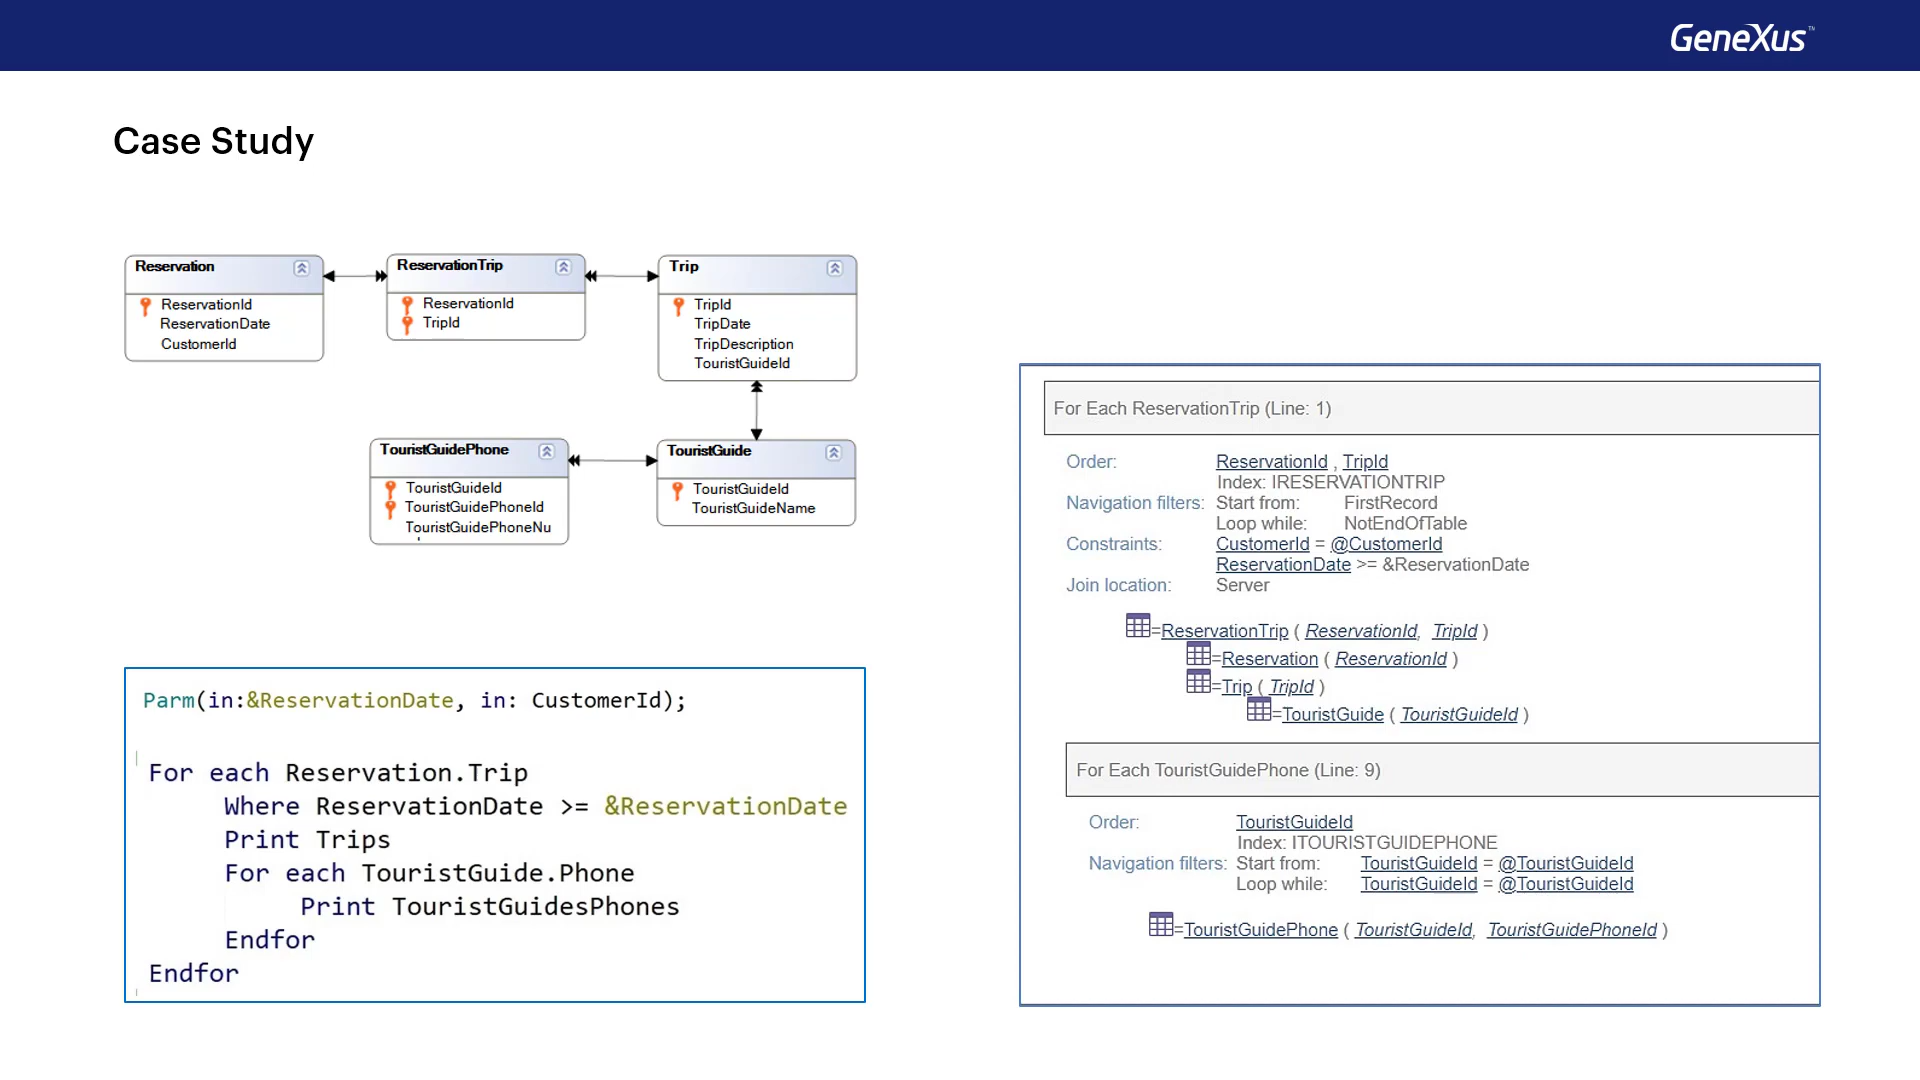 GeneXus™
Case Study
Reservation
ReservationId
ReservationDate
CustomerId
ReservationTrip
ReservationId
TripId
Trip
TripId
TripDate
TripDescription
TouristGuideId
TouristGuidePhone
TouristGuideId
TouristGuidePhoneId
TouristGuidePhoneNu
TouristGuide
TouristGuideId
TouristGuideName
Parm(in:&ReservationDate, in: CustomerId);
For each Reservation.Trip
Where ReservationDate >= &ReservationDate
Print Trips
For each TouristGuide.Phone
Print TouristGuidesPhones
Endfor
Endfor
For Each ReservationTrip (Line: 1)
Order: ReservationId , TripId
Index: IRESERVATIONTRIP
Navigation filters: Start from: FirstRecord
Loop while: NotEndOfTable
Constraints: CustomerId = @CustomerId
ReservationDate >= &ReservationDate
Join location: Server
=ReservationTrip ( ReservationId, TripId )
=Reservation ( ReservationId )
=Trip ( TripId )
=TouristGuide ( TouristGuideId )
For Each TouristGuidePhone (Line: 9)
Order: TouristGuideId
Index: ITOURISTGUIDEPHONE
Navigation filters: Start from: TouristGuideId = @TouristGuideId
Loop while: TouristGuideId = @TouristGuideId
=TouristGuidePhone ( TouristGuideId, TouristGuidePhoneId )